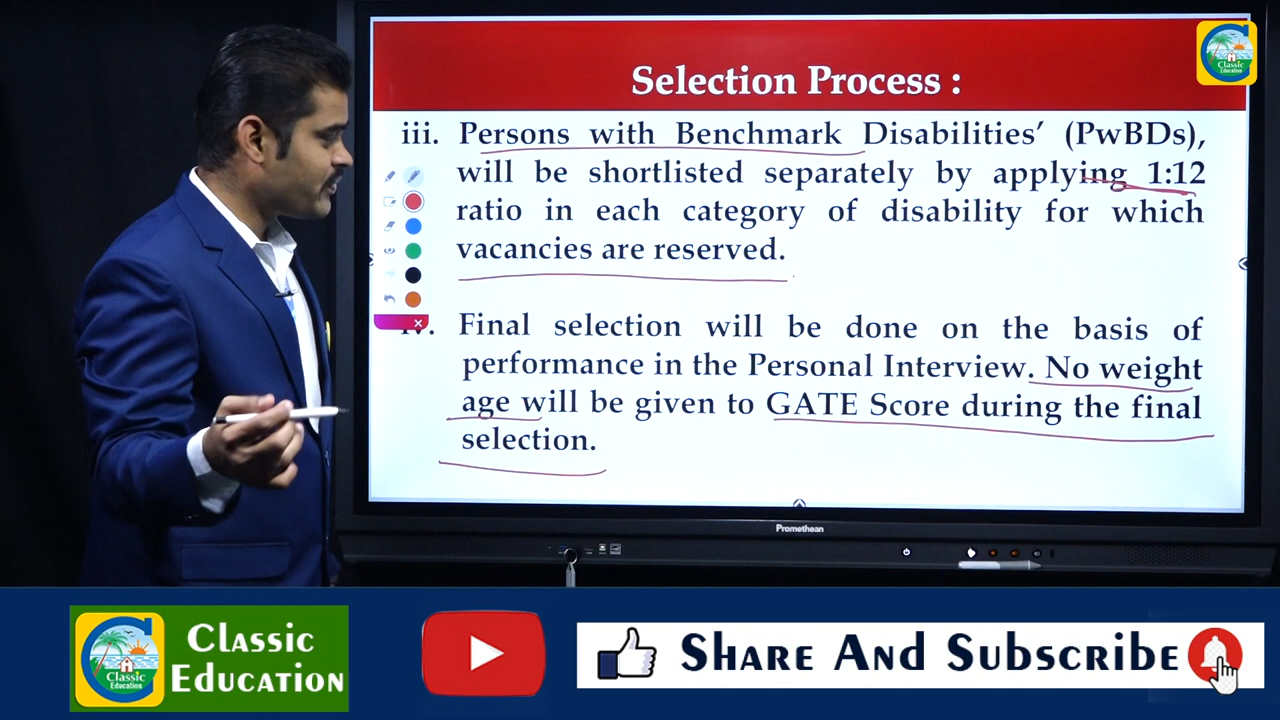 Selection Process :
Classic
Education
iii. Persons with Benchmark Disabilities’ (PwBDs),
will be shortlisted separately by applying 1:12
ratio in each category of disability for which
vacancies are reserved.
Final selection will be done on the basis of
performance in the Personal Interview. No weight
age will be given to GATE Score during the final
selection.
Promethean
Classic
Education
Classic
Education
Share And Subscribe